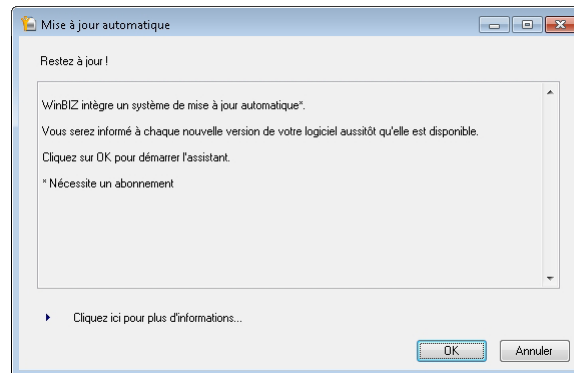 Mise à jour automatique
Restez à jour !
WinBIZ intègre un système de mise à jour automatique*.
Vous serez informé à chaque nouvelle version de votre logiciel aussitôt qu'elle est disponible.
Cliquez sur OK pour démarrer l'assistant.
* Nécessite un abonnement
Cliquez ici pour plus d'informations...
OK Annuler